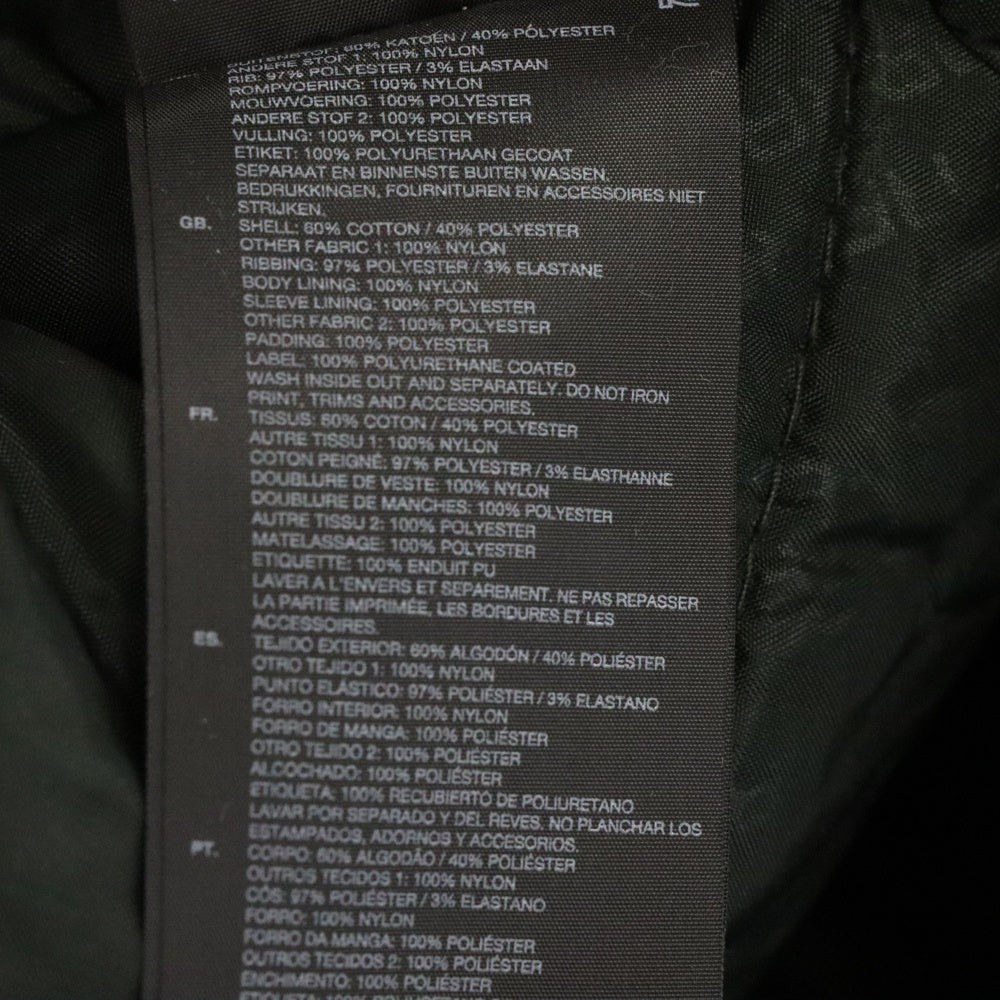 60% KATOEN / 40% POLYESTER
ANDERE STOF 1: 100% NYLON
RIB: 97% POLYESTER / 3% ELASTAAN
ROMPVOERING: 100% NYLON
MOUWVOERING: 100% POLYESTER
ANDERE STOF 2: 100% POLYESTER
VULLING: 100% POLYESTER
ETIKET: 100% POLYURETHAAN GECOAT
SEPARAAT EN BINNENSTE BUITEN WASSEN.
BEDRUKKINGEN, FOURNITUREN EN ACCESSOIRES NIET
STRIJKEN.
GB. SHELL: 60% COTTON / 40% POLYESTER
OTHER FABRIC 1: 100% NYLON
RIBBING: 97% POLYESTER / 3% ELASTANE
BODY LINING: 100% NYLON
SLEEVE LINING: 100% POLYESTER
OTHER FABRIC 2: 100% POLYESTER
PADDING: 100% POLYESTER
LABEL: 100% POLYURETHANE COATED
WASH INSIDE OUT AND SEPARATELY. DO NOT IRON
PRINT, TRIMS AND ACCESSORIES.
FR. TISSUS: 60% COTON / 40% POLYESTER
AUTRE TISSU 1: 100% NYLON
COTON PEIGNÉ: 97% POLYESTER / 3% ELASTHANNE
DOUBLURE DE VESTE: 100% NYLON
DOUBLURE DE MANCHES: 100% POLYESTER
AUTRE TISSU 2: 100% POLYESTER
MATELASSAGE: 100% POLYESTER
ETIQUETTE: 100% ENDUIT PU
LAVER A L'ENVERS ET SEPAREMENT. NE PAS REPASSER
LA PARTIE IMPRIMÉE, LES BORDURES ET LES
ACCESSOIRES.
ES. TEJIDO EXTERIOR: 60% ALGODÓN / 40% POLIÉSTER
OTRO TEJIDO 1: 100% NYLON
PUNTO ELÁSTICO: 97% POLIÉSTER / 3% ELASTANO
FORRO INTERIOR: 100% NYLON
FORRO DE MANGA: 100% POLIÉSTER
OTRO TEJIDO 2: 100% POLIÉSTER
ALCOCHADO: 100% POLIÉSTER
ETIQUETA: 100% RECUBIERTO DE POLIURETANO
LAVAR POR SEPARADO Y DEL REVES. NO PLANCHAR LOS
ESTAMPADOS, ADORNOS Y ACCESORIOS.
PT. CORPO: 60% ALGODÃO / 40% POLIÉSTER
OUTROS TECIDOS 1: 100% NYLON
CÓS: 97% POLIÉSTER / 3% ELASTANO
FORRO: 100% NYLON
FORRO DA MANGA: 100% POLIÉSTER
OUTROS TECIDOS 2: 100% POLIÉSTER
ENCHIMENTO: 100% POLIÉSTER